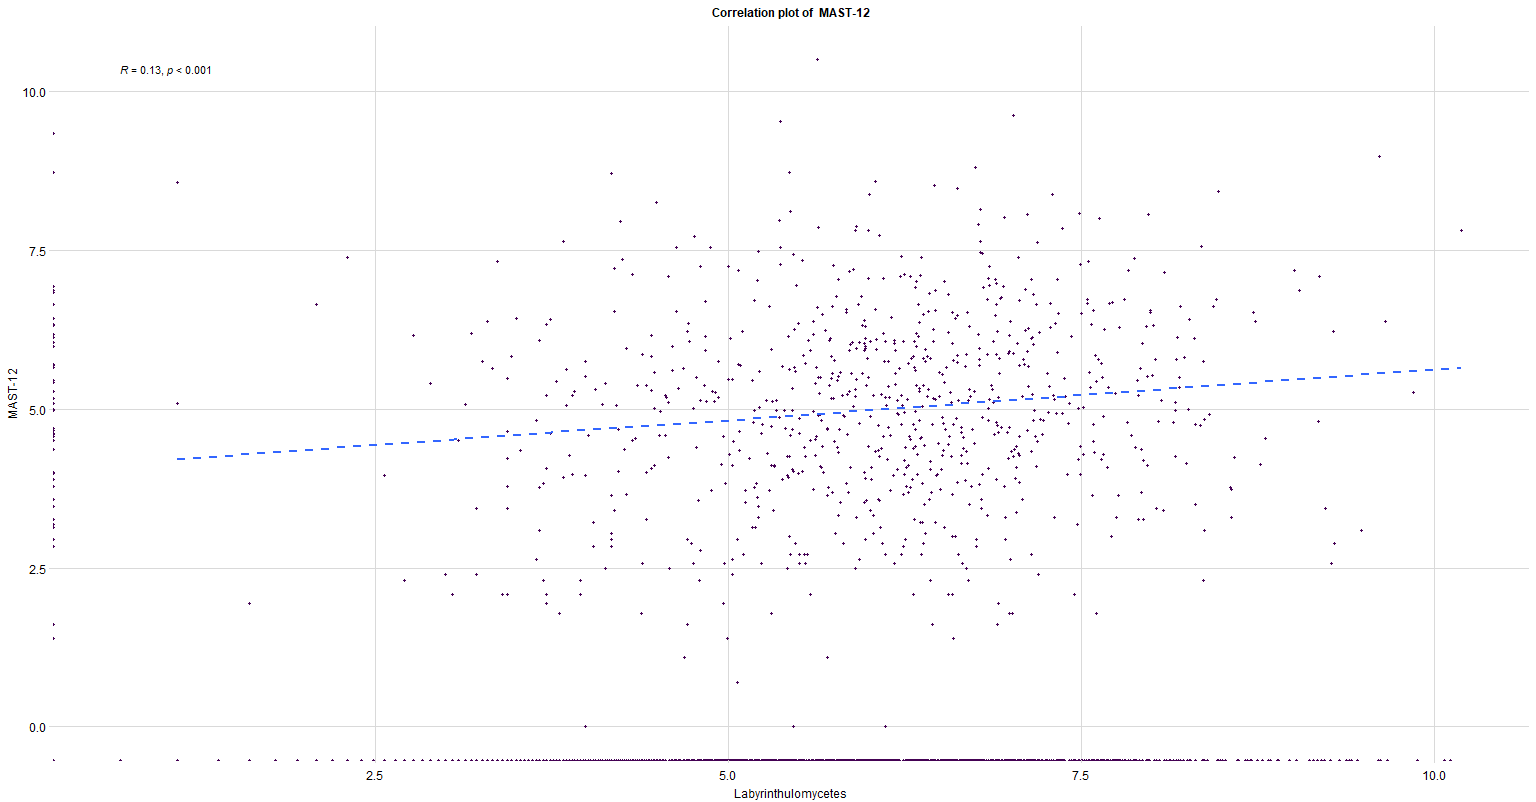 Correlation plot of MAST-12
R = 0.13, p < 0.001
10.0
7.5
5.0
2.5
0.0
MAST-12
2.5 5.0 7.5 10.0
Labyrinthulomycetes